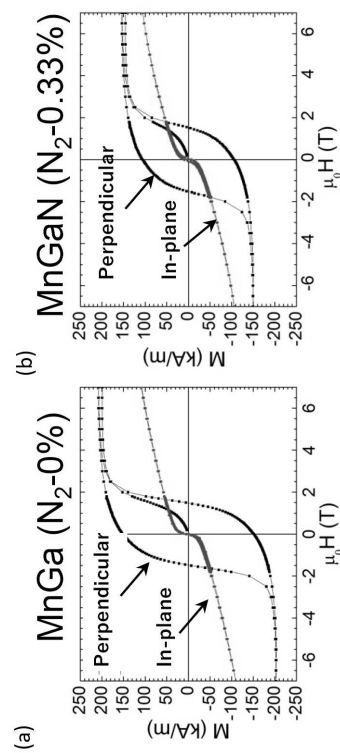 (a)
MnGa (N2-0%)
M (kA/m)
250
200
150
100
50
0
-50
-100
-150
-200
-250
Perpendicular
In-plane
-6 -4 -2 0 2 4 6
μ0H (T)
(b)
MnGaN (N2-0.33%)
M (kA/m)
250
200
150
100
50
0
-50
-100
-150
-200
-250
Perpendicular
In-plane
-6 -4 -2 0 2 4 6
μ0H (T)